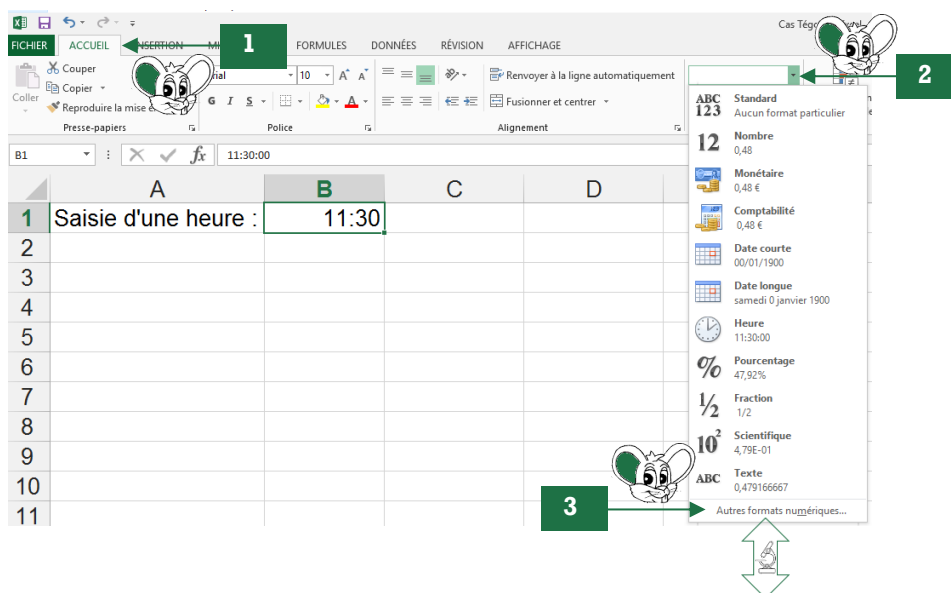 Cas
FICHIER ACCUEIL INSERTION FORMULES DONNÉES RÉVISION AFFICHAGE
1
2
Couper
Copier
Reproduire la mise
Coller
Presse-papiers
10 A A
G I S A
Police
Renvoyer à la ligne automatiquement
Fusionner et centrer
Alignement
B1 fx 11:30:00
A B C D
1 Saisie d'une heure : 11:30
2
3
4
5
6
7
8
9
10
11
ABC 123 Standard
Aucun format particulier
12 Nombre
0,48
Monétaire
0,48 €
Comptabilité
0,48 €
Date courte
00/01/1900
Date longue
samedi 0 janvier 1900
Heure
11:30:00
% Pourcentage
47,92%
1/2 Fraction
1/2
10² Scientifique
4,79E-01
ABC Texte
0,479166667
3
Autres formats numériques...